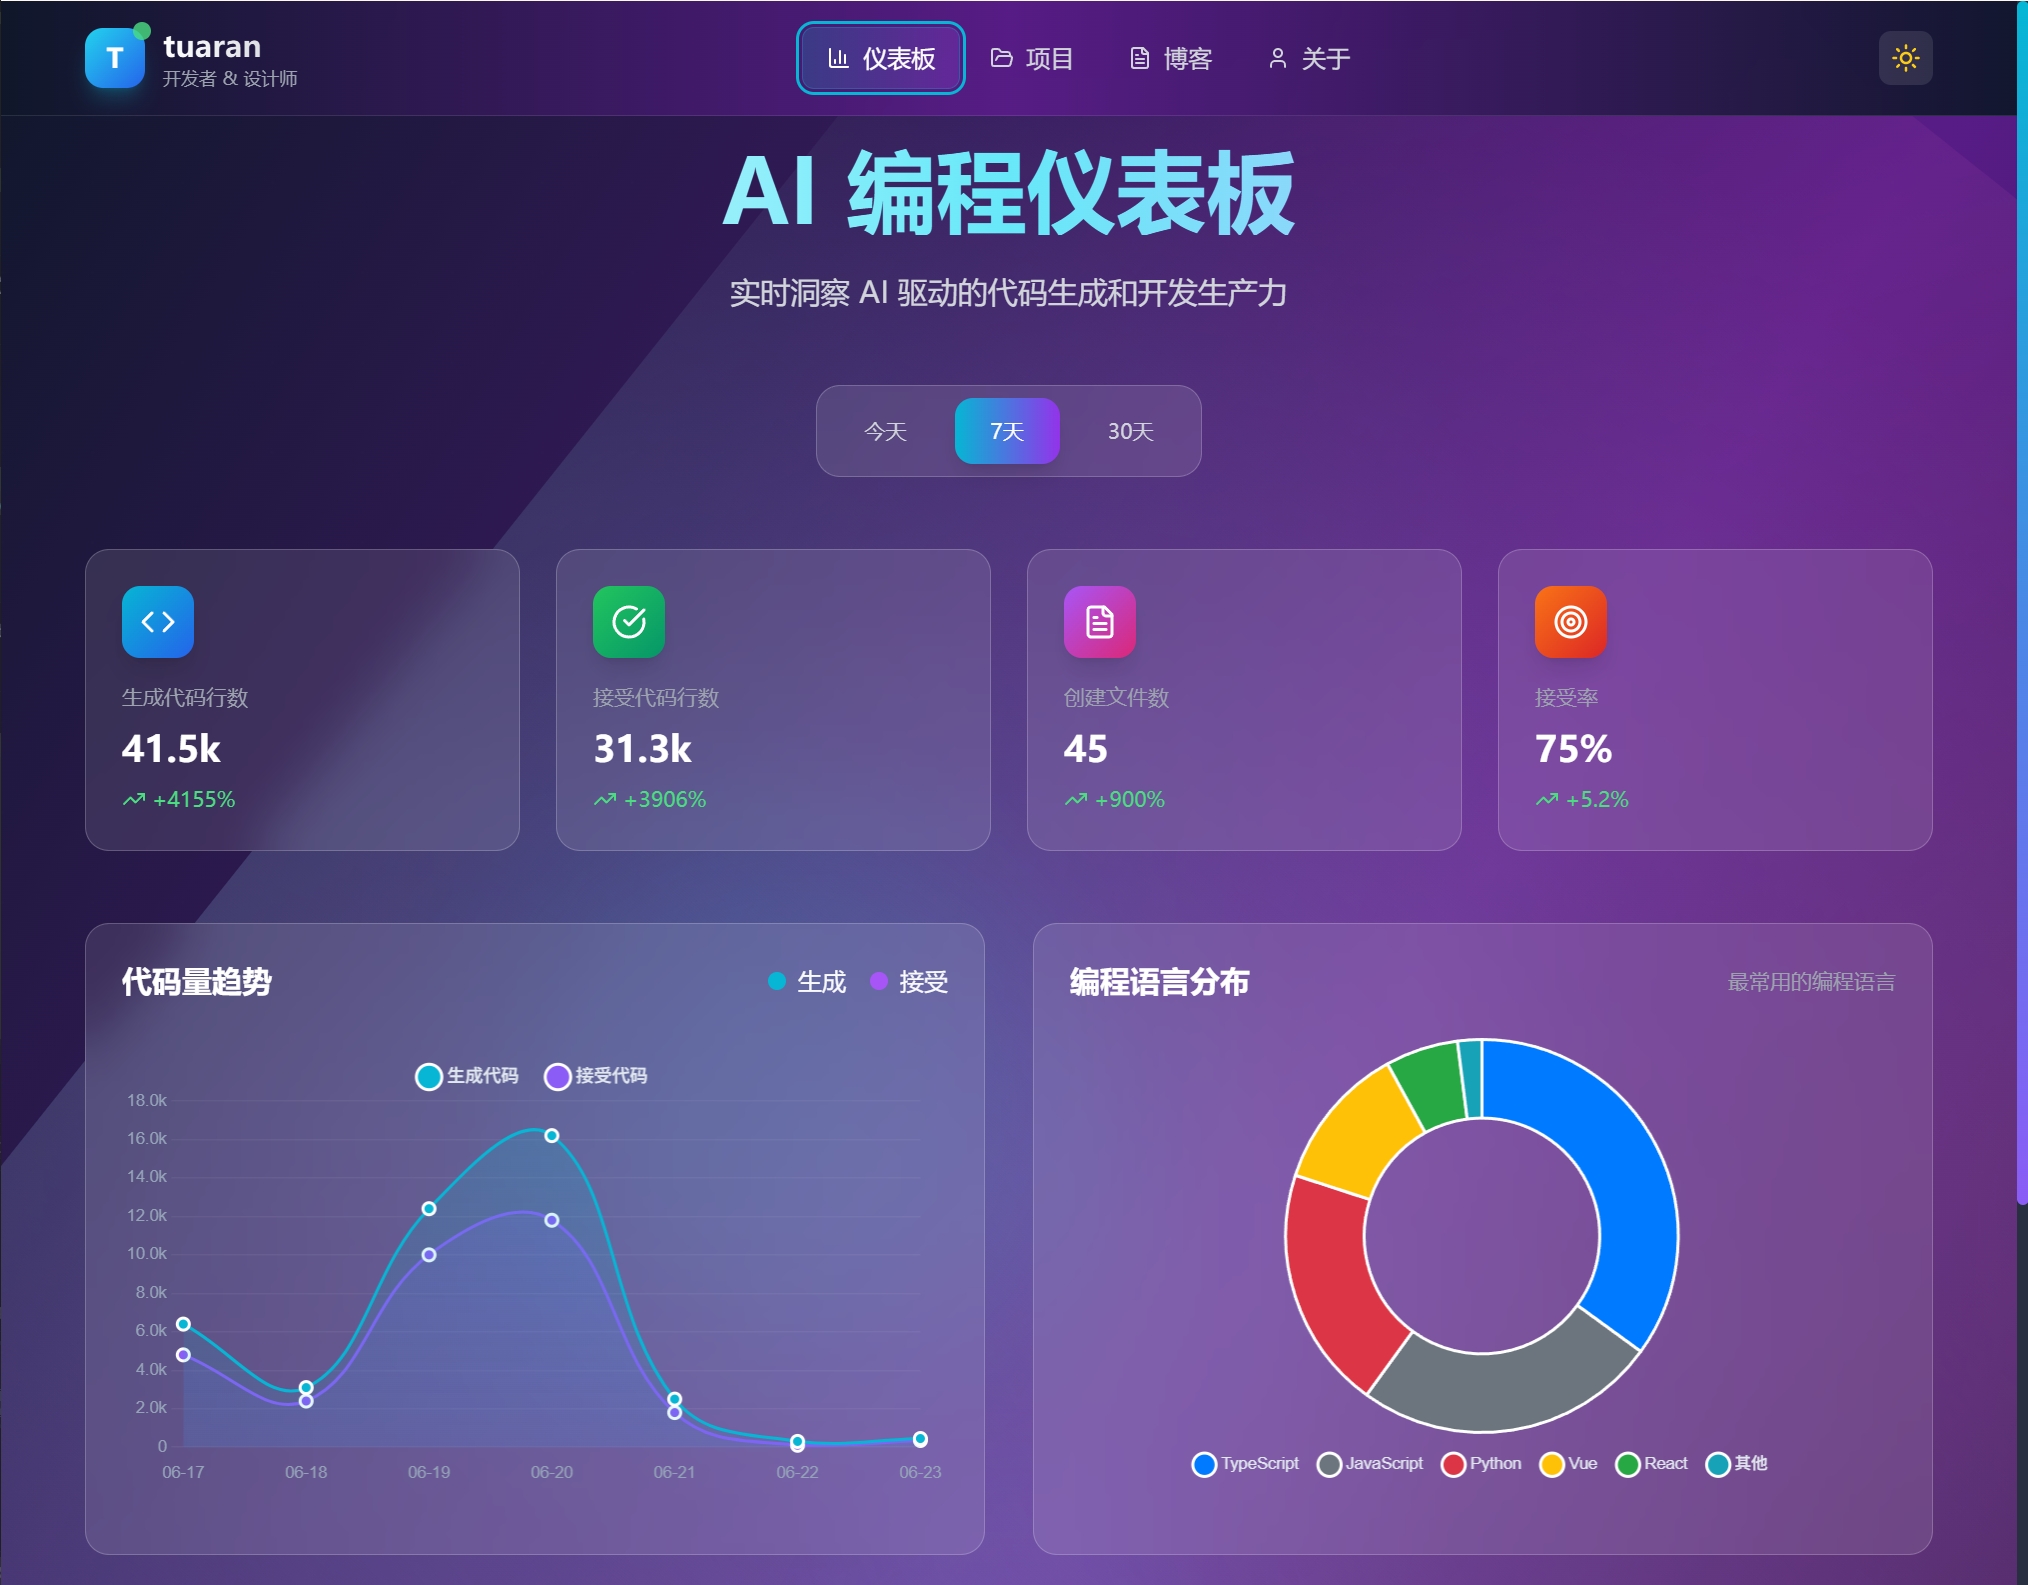 T
tuaran
开发者 & 设计师
仪表板
项目
博客
关于
AI 编程仪表板
实时洞察 AI 驱动的代码生成和开发生产力
今天
7天
30天
生成代码行数
41.5k
+4155%
接受代码行数
31.3k
+3906%
创建文件数
45
+900%
接受率
75%
+5.2%
代码量趋势
生成
接受
生成代码
接受代码
18.0k
16.0k
14.0k
12.0k
10.0k
8.0k
6.0k
4.0k
2.0k
0
06-17
06-18
06-19
06-20
06-21
06-22
06-23
编程语言分布
最常用的编程语言
TypeScript
JavaScript
Python
Vue
React
其他